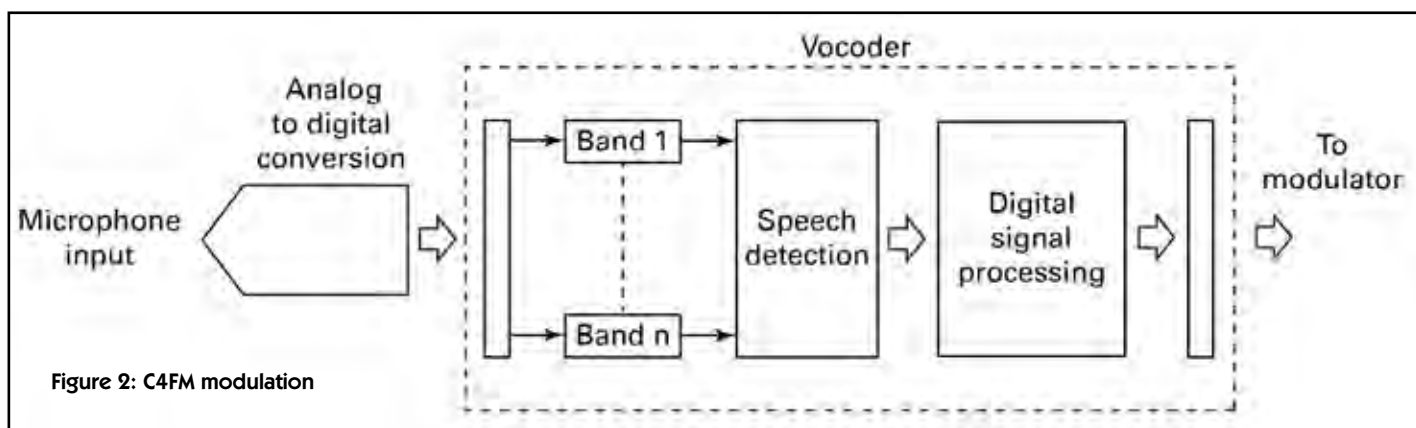 Vocoder
Analog
to digital
conversion
Microphone
input
Band 1
Band n
Speech
detection
Digital
signal
processing
To
modulator
Figure 2: C4FM modulation